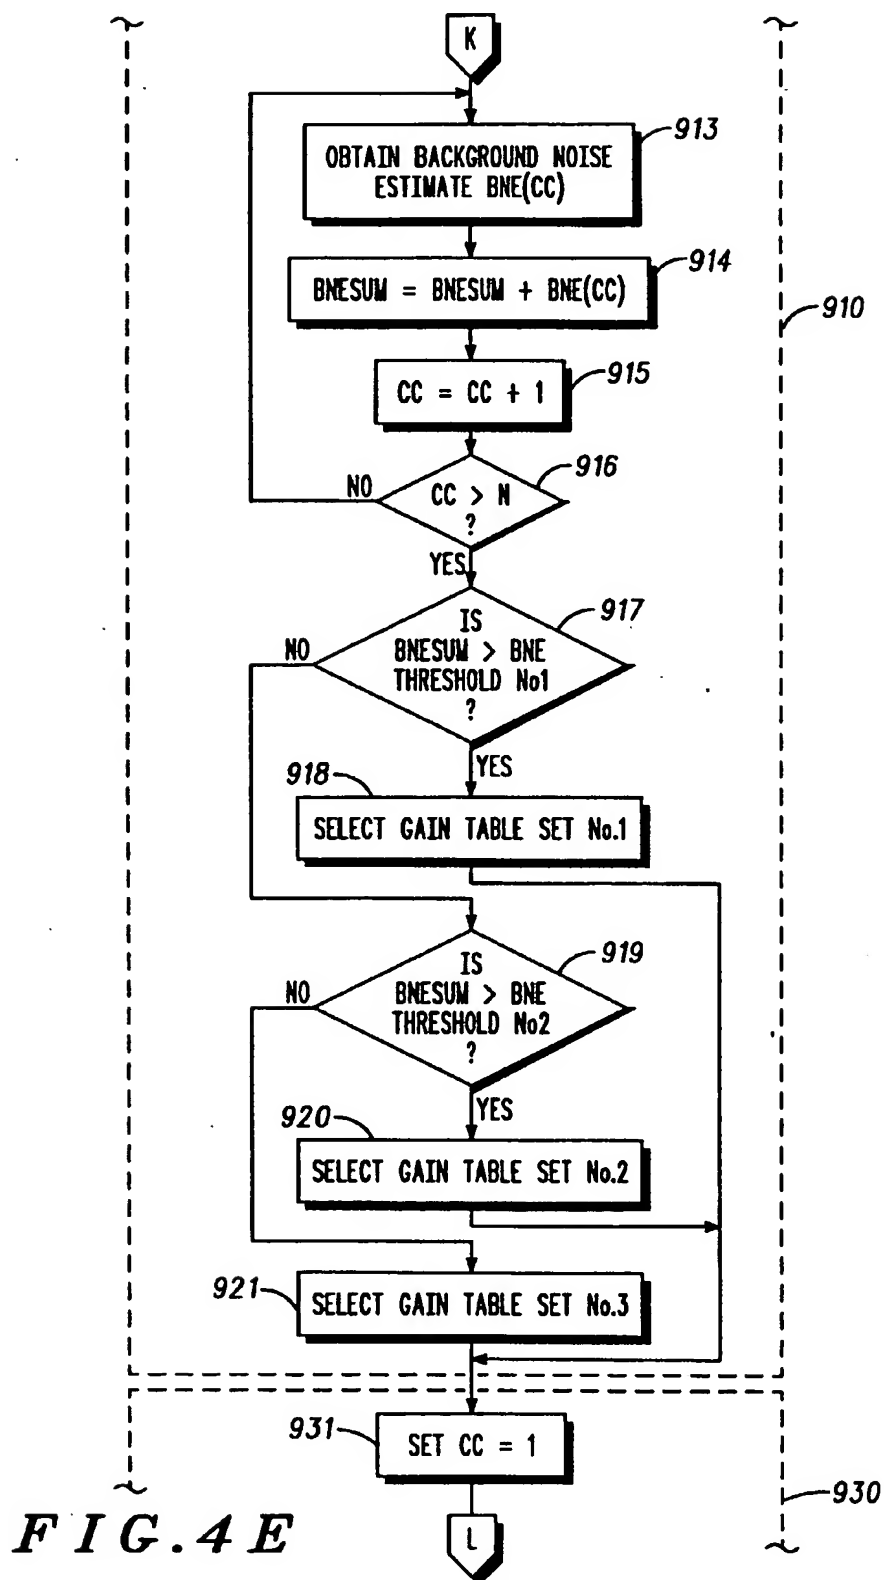 K
913
OBTAIN BACKGROUND NOISE
ESTIMATE BNE(CC)
914
BNESUM = BNESUM + BNE(CC)
910
915
CC = CC + 1
916
NO
CC > N
?
YES
917
IS
NO
BNESUM > BNE
THRESHOLD No1
?
YES
918
SELECT GAIN TABLE SET No.1
919
IS
NO
BNESUM > BNE
THRESHOLD No2
?
YES
920
SELECT GAIN TABLE SET No.2
921
SELECT GAIN TABLE SET No.3
931
SET CC = 1
930
FIG.4E
L